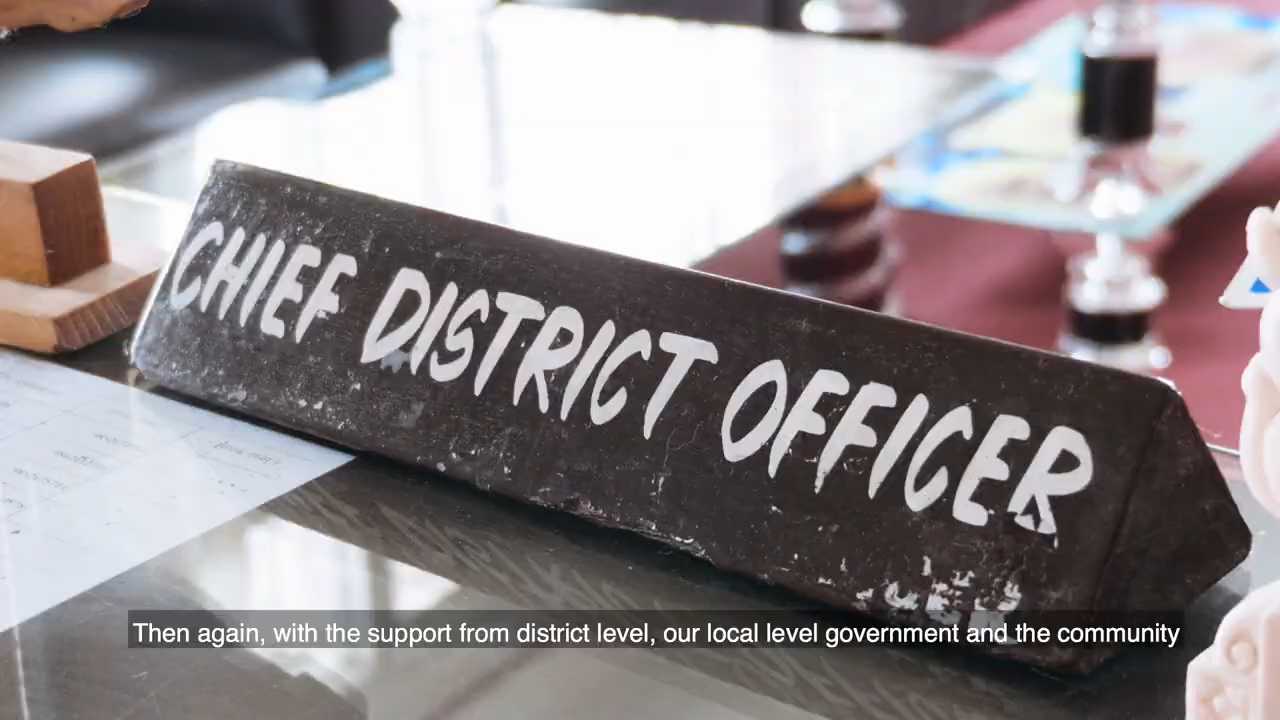 CHIEF DISTRICT OFFICER
Then again, with the support from district level, our local level government and the community